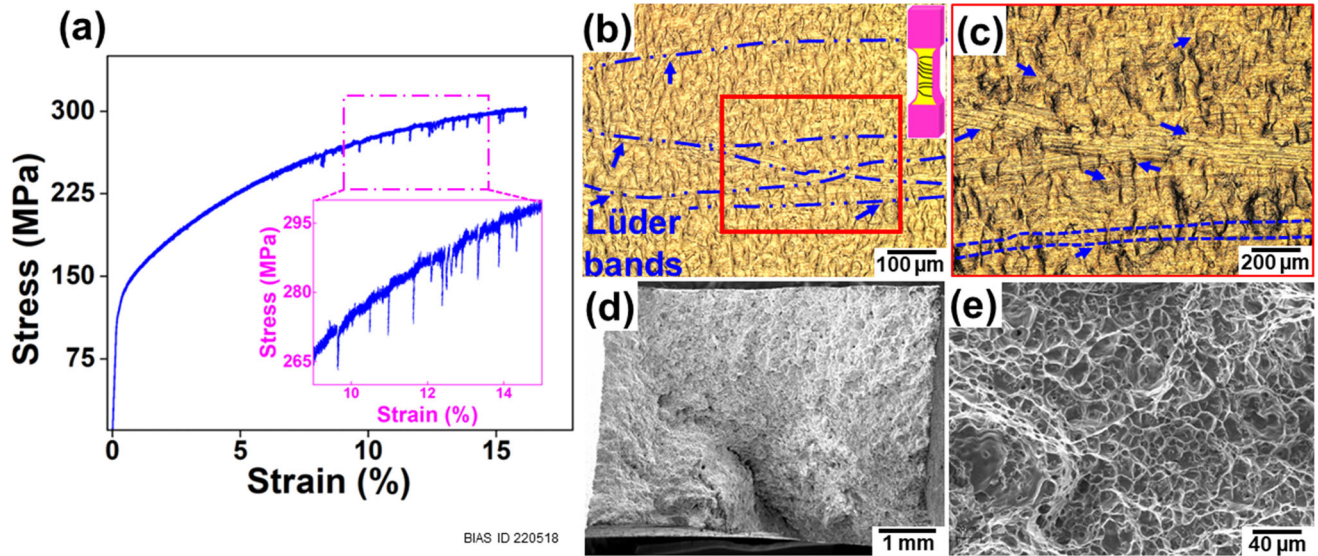 (a)
300
225
150
75
Stress (MPa)
0
5
10
15
Strain (%)
295
280
265
Stress (MPa)
10
12
14
Strain (%)
BIAS ID 220518
(b)
Lüder
bands
100 µm
(c)
200 µm
(d)
1 mm
(e)
40 µm